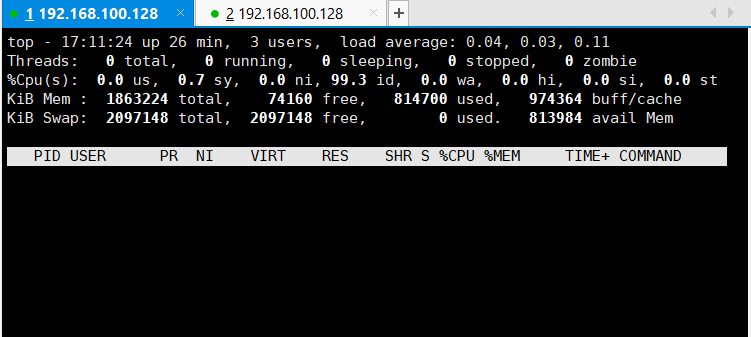 1 192.168.100.128 × 2 192.168.100.128 × +
top - 17:11:24 up 26 min,  3 users,  load average: 0.04, 0.03, 0.11
Threads:   0 total,   0 running,   0 sleeping,   0 stopped,   0 zombie
%Cpu(s):  0.0 us,  0.7 sy,  0.0 ni, 99.3 id,  0.0 wa,  0.0 hi,  0.0 si,  0.0 st
KiB Mem :  1863224 total,    74160 free,   814700 used,   974364 buff/cache
KiB Swap:  2097148 total,  2097148 free,        0 used.   813984 avail Mem
PID USER      PR  NI    VIRT    RES    SHR S %CPU %MEM     TIME+ COMMAND